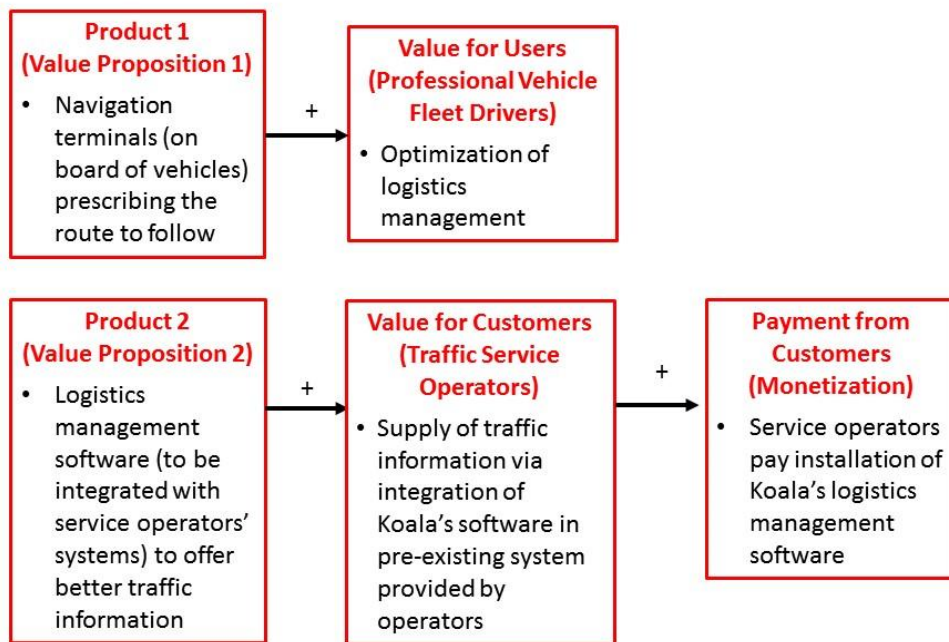 Product 1
(Value Proposition 1)
• Navigation
terminals (on
board of vehicles)
prescribing the
route to follow
+
Value for Users
(Professional Vehicle
Fleet Drivers)
• Optimization of
logistics
management
Product 2
(Value Proposition 2)
• Logistics
management
software (to be
integrated with
service operators’
systems) to offer
better traffic
information
+
Value for Customers
(Traffic Service
Operators)
• Supply of traffic
information via
integration of
Koala’s software in
pre-existing system
provided by
operators
+
Payment from
Customers
(Monetization)
• Service operators
pay installation of
Koala’s logistics
management
software